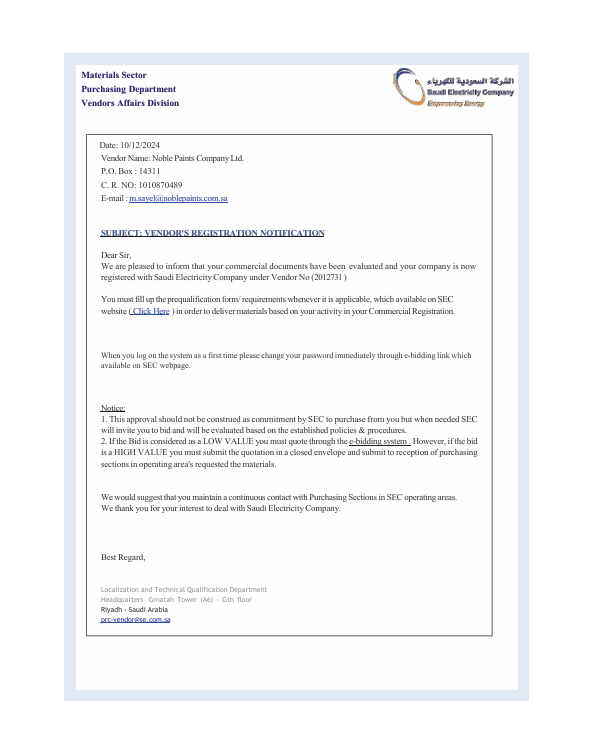 Materials Sector
Purchasing Department
Vendors Affairs Division
الشركة السعودية للكهرباء
Saudi Electricity Company
Empowering Energy
Date: 10/12/2024
Vendor Name: Noble Paints Company Ltd.
P.O. Box : 14311
C. R. NO: 1010870489
E-mail : m.sayel@noblepaints.com.sa
SUBJECT: VENDOR'S REGISTRATION NOTIFICATION
Dear Sir,
We are pleased to inform that your commercial documents have been evaluated and your company is now
registered with Saudi Electricity Company under Vendor No (2012731 )
You must fill up the prequalification form/ requirements whenever it is applicable, which available on SEC
website ( Click Here ) in order to deliver materials based on your activity in your Commercial Registration.
When you log on the system as a first time please change your password immediately through e-bidding link which
available on SEC webpage.
Notice:
1. This approval should not be construed as commitment by SEC to purchase from you but when needed SEC
will invite you to bid and will be evaluated based on the established policies & procedures.
2. If the Bid is considered as a LOW VALUE you must quote through the e-bidding system . However, if the bid
is a HIGH VALUE you must submit the quotation in a closed envelope and submit to reception of purchasing
sections in operating area's requested the materials.
We would suggest that you maintain a continuous contact with Purchasing Sections in SEC operating areas.
We thank you for your interest to deal with Saudi Electricity Company.
Best Regard,
Localization and Technical Qualification Department
Headquarters Grnatah Tower (A6) - Gth floor
Riyadh - Saudi Arabia
prc-vendor@se.com.sa